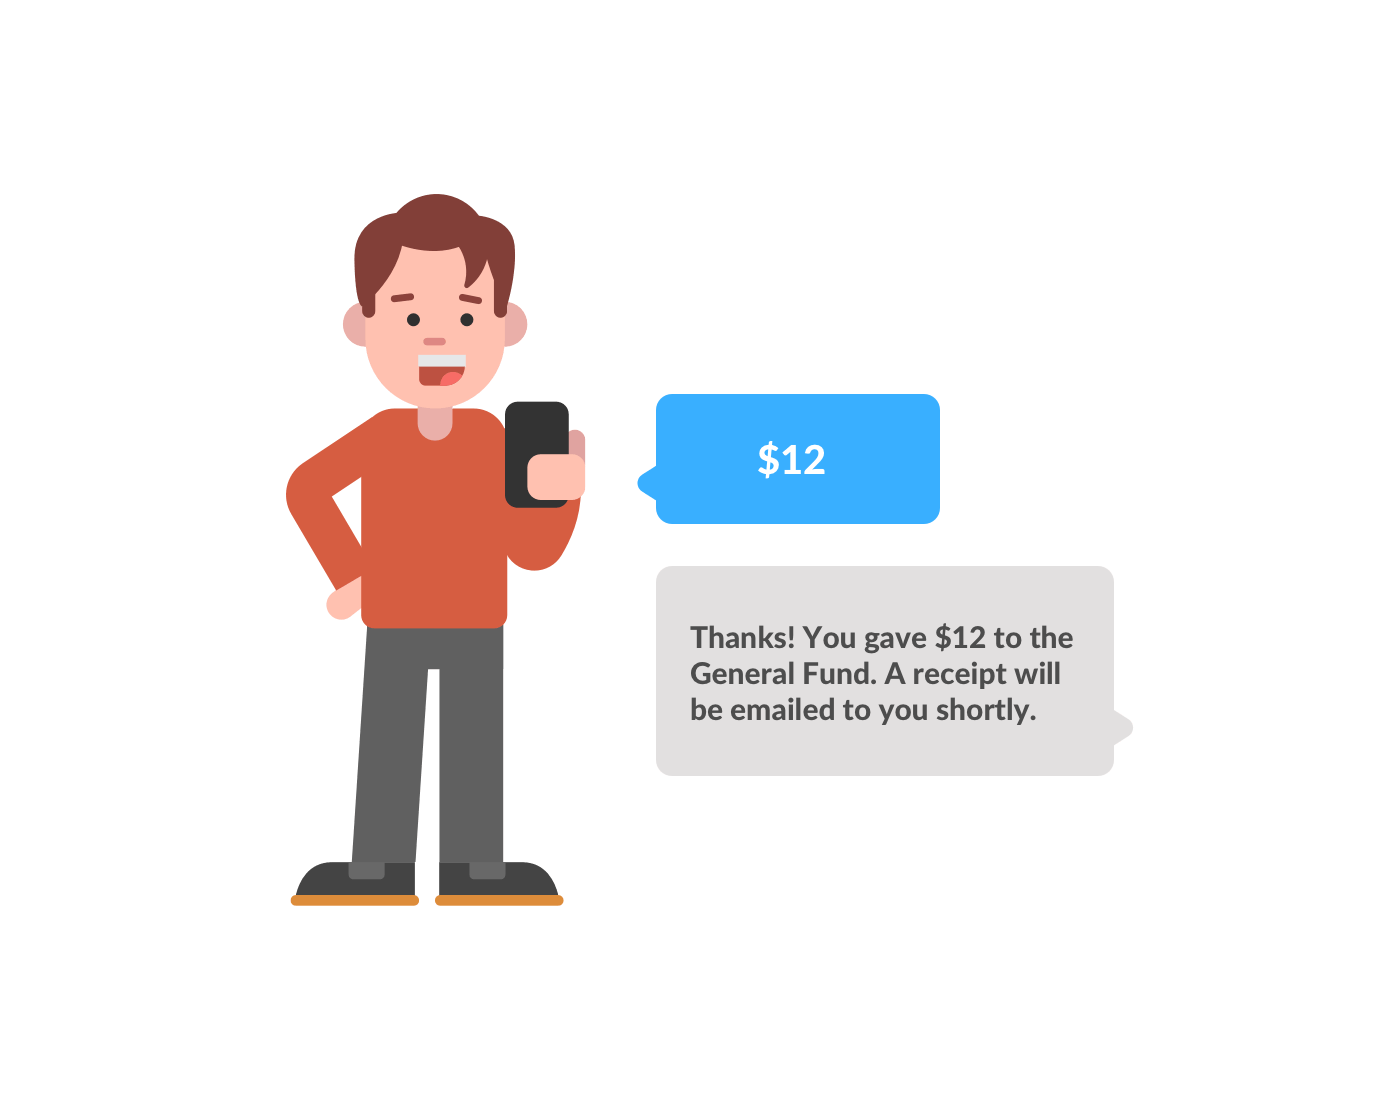 $12
Thanks! You gave $12 to the
General Fund. A receipt will
be emailed to you shortly.